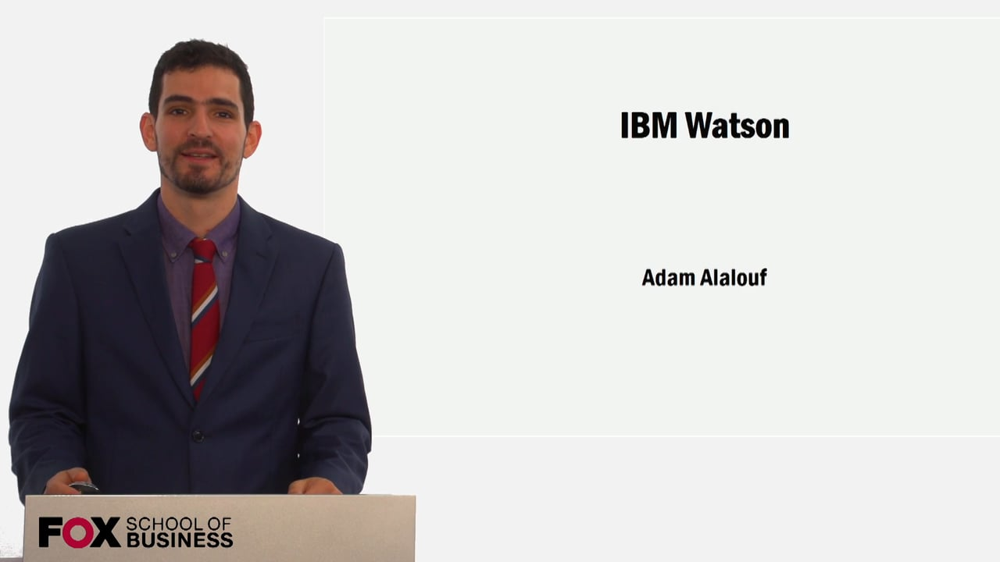 IBM Watson
Adam Alalouf
FOX SCHOOL OF
BUSINESS